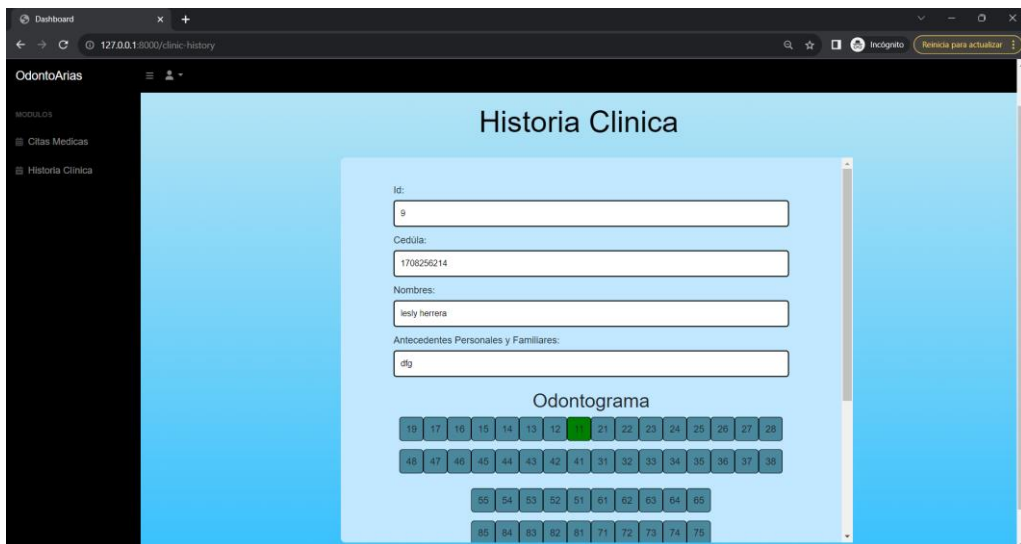 Dashboard
127.0.0.1:8000/clinic-history
Incógnito
Reinicia para actualizar
OdontoArias
MODULOS
Citas Medicas
Historia Clínica
Historia Clinica
Id:
9
Cedúla:
1708256214
Nombres:
lesly herrera
Antecedentes Personales y Familiares:
dfg
Odontograma
19 17 16 15 14 13 12 11 21 22 23 24 25 26 27 28
48 47 46 45 44 43 42 41 31 32 33 34 35 36 37 38
55 54 53 52 51 61 62 63 64 65
85 84 83 82 81 71 72 73 74 75